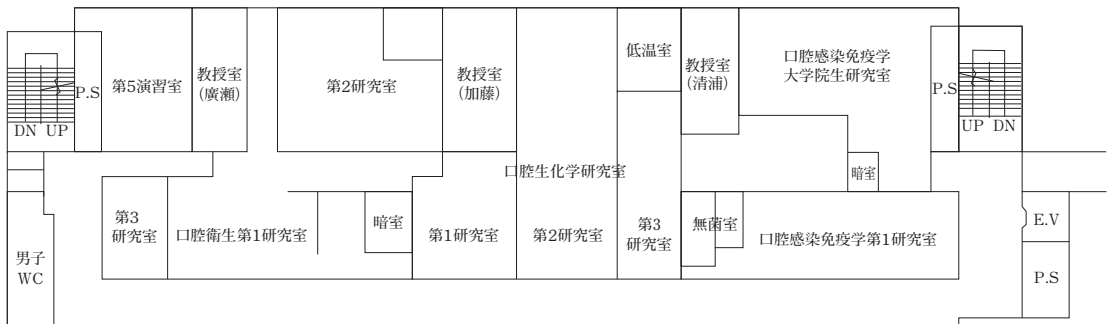 低温室
教授室
(廣瀬)
教授室
(加藤)
教授室
(清浦)
口腔感染免疫学
大学院生研究室
P.S
第5演習室
第2研究室
P.S
DN UP
UP DN
口腔生化学研究室
暗室
第3
研究室
口腔衛生第1研究室
暗室
第1研究室
第2研究室
第3
研究室
無菌室
口腔感染免疫学第1研究室
E.V
男子
WC
P.S